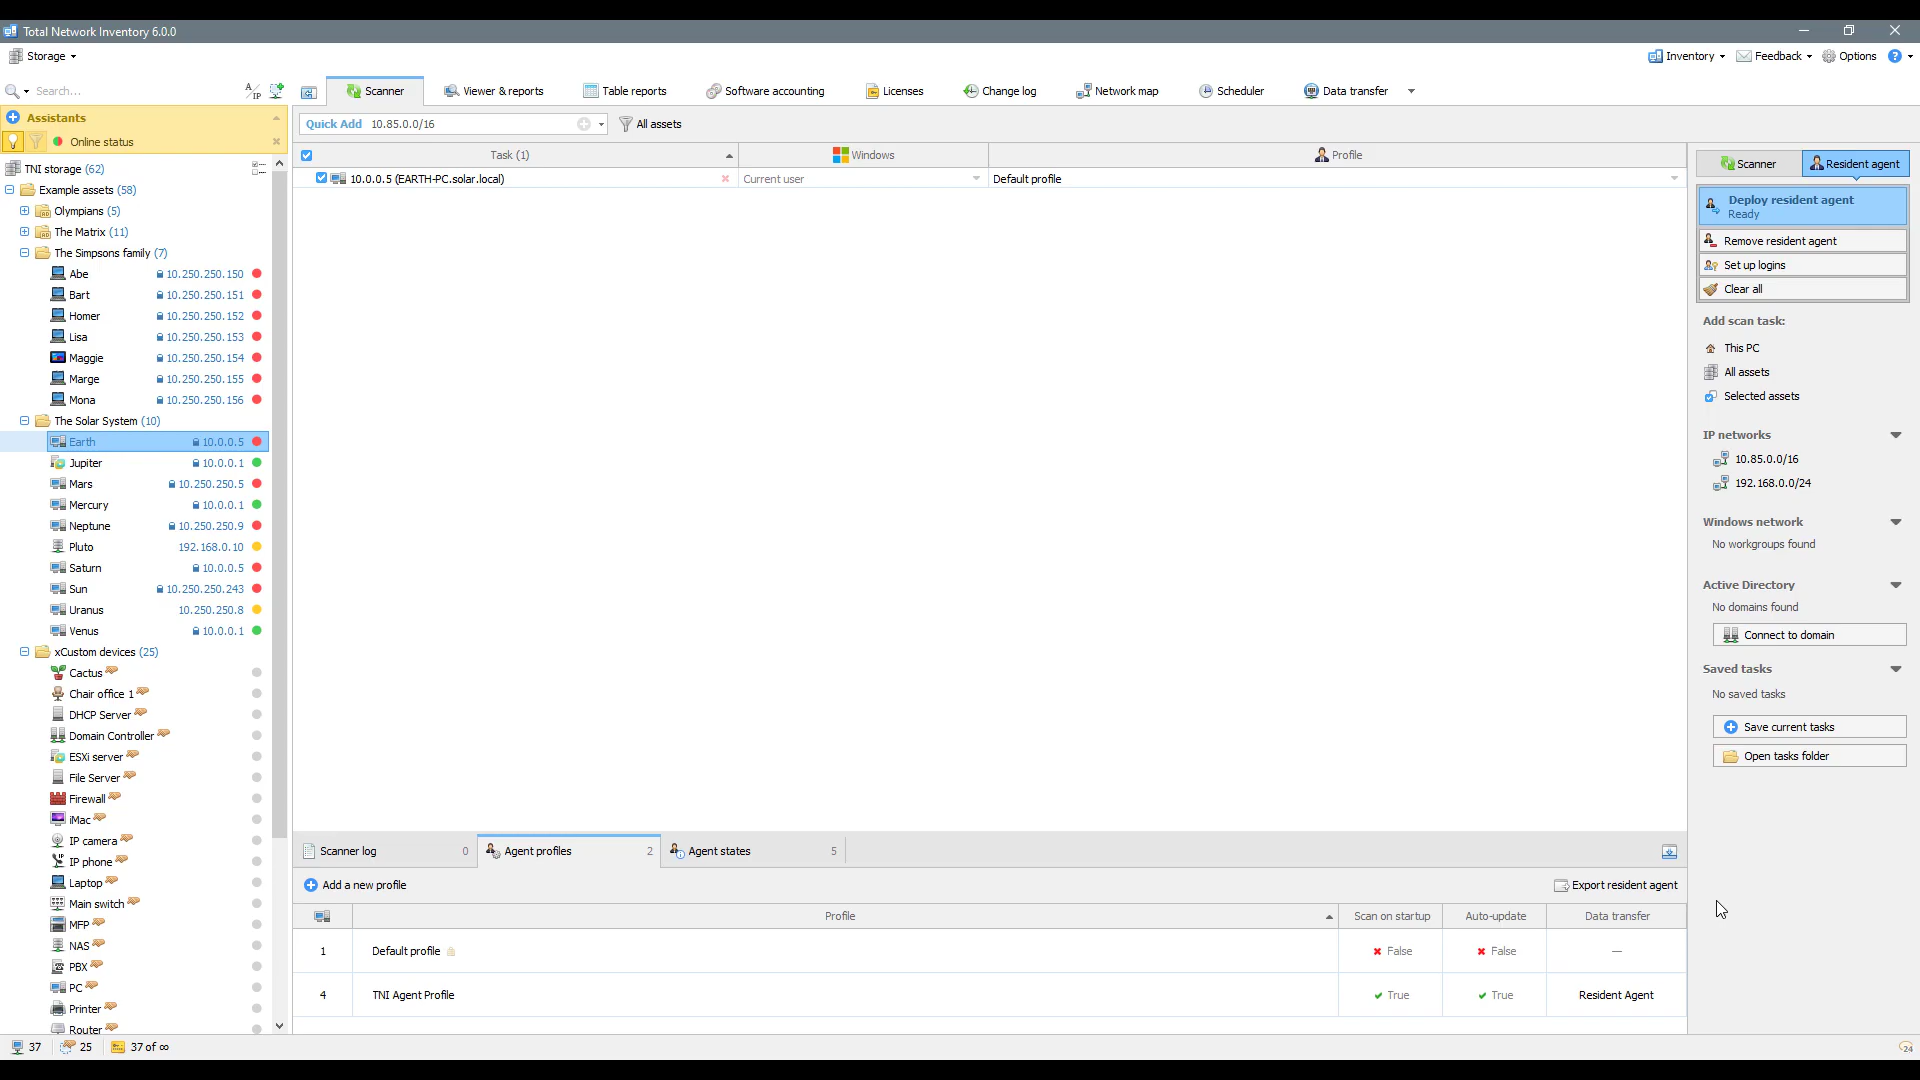 Total Network Inventory 6.0.0
Storage
Inventory
Feedback
Options
?
Search...
A/IP
Scanner
Viewer & reports
Table reports
Software accounting
Licenses
Change log
Network map
Scheduler
Data transfer
Assistants
Online status
Quick Add 10.85.0.0/16
All assets
Task (1)
Windows
Profile
10.0.0.5 (EARTH-PC.solar.local)
Current user
Default profile
TNI storage (62)
Example assets (58)
Olympians (5)
The Matrix (11)
The Simpsons family (7)
Abe 10.250.250.150
Bart 10.250.250.151
Homer 10.250.250.152
Lisa 10.250.250.153
Maggie 10.250.250.154
Marge 10.250.250.155
Mona 10.250.250.156
The Solar System (10)
Earth 10.0.0.5
Jupiter 10.0.0.1
Mars 10.250.250.5
Mercury 10.0.0.1
Neptune 10.250.250.9
Pluto 192.168.0.10
Saturn 10.0.0.5
Sun 10.250.250.243
Uranus 10.250.250.8
Venus 10.0.0.1
xCustom devices (25)
Cactus
Chair office 1
DHCP Server
Domain Controller
ESXi server
File Server
Firewall
iMac
IP camera
IP phone
Laptop
Main switch
MFP
NAS
PBX
PC
Printer
Router
Scanner
Resident agent
Deploy resident agent
Ready
Remove resident agent
Set up logins
Clear all
Add scan task:
This PC
All assets
Selected assets
IP networks
10.85.0.0/16
192.168.0.0/24
Windows network
No workgroups found
Active Directory
No domains found
Connect to domain
Saved tasks
No saved tasks
Save current tasks
Open tasks folder
Scanner log 0
Agent profiles 2
Agent states 5
Add a new profile
Export resident agent
Profile
Scan on startup
Auto-update
Data transfer
1 Default profile False False —
4 TNI Agent Profile True True Resident Agent
37
25
37 of ∞
24